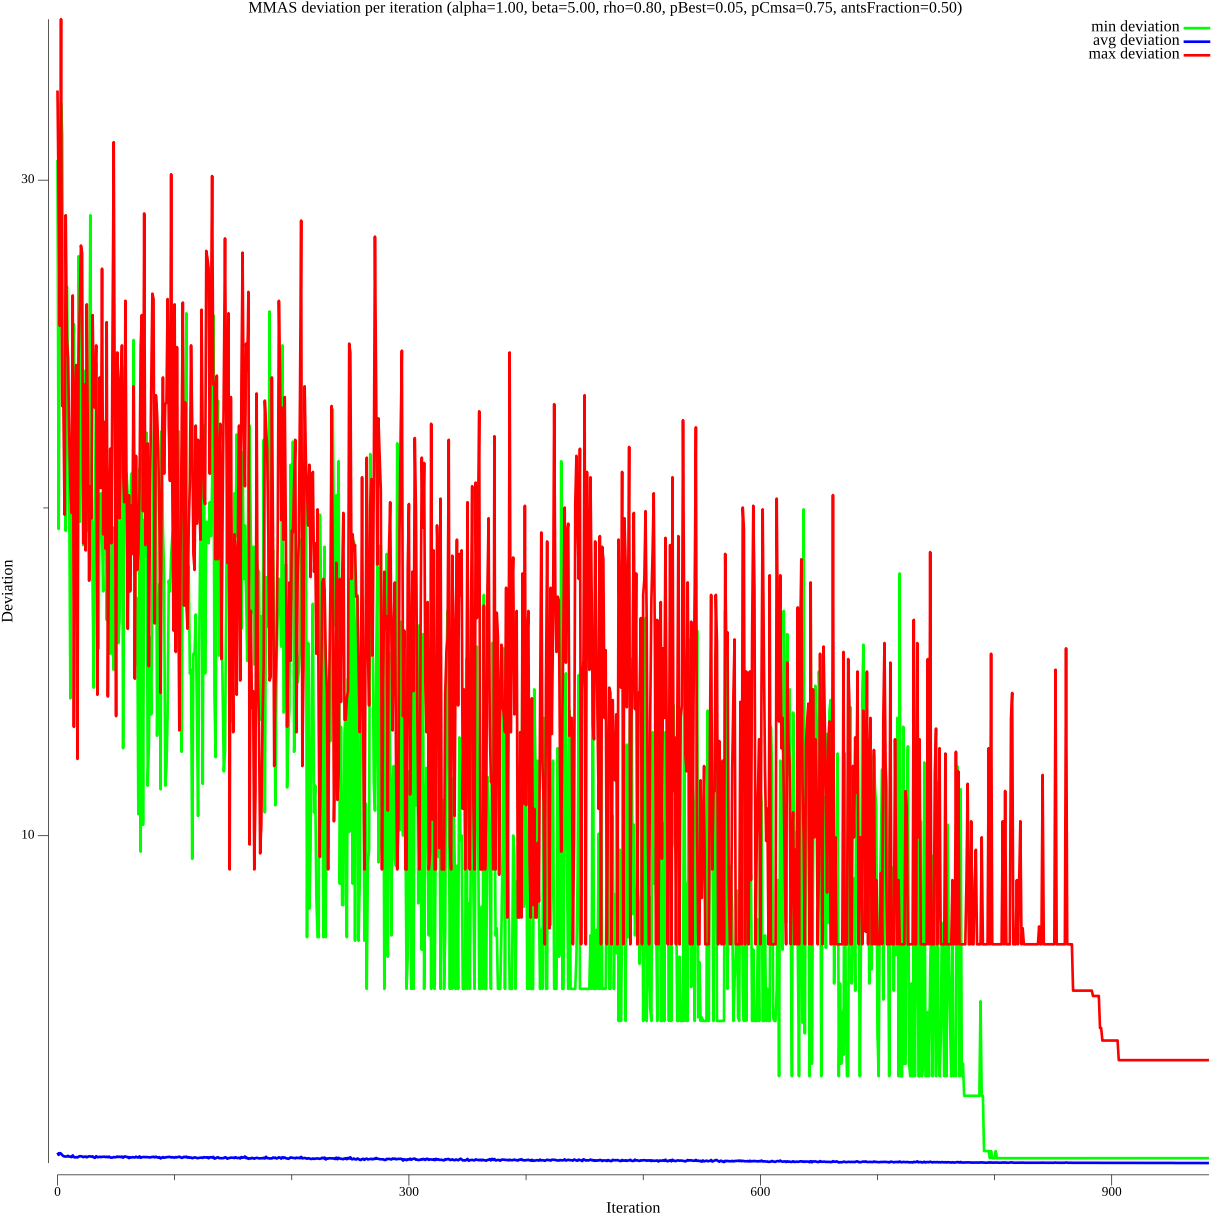 MMAS deviation per iteration (alpha=1.00, beta=5.00, rho=0.80, pBest=0.05, pCmsa=0.75, antsFraction=0.50)
min deviation
avg deviation
max deviation
30
10
Deviation
0
300
600
900
Iteration